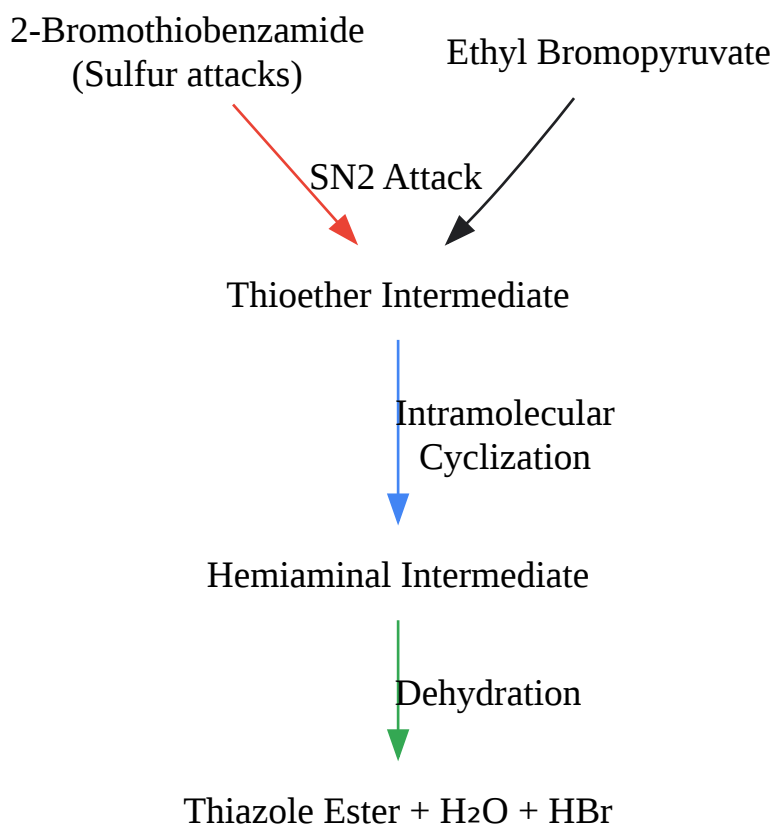 2-Bromothiobenzamide
(Sulfur attacks)
Ethyl Bromopyruvate
SN2 Attack
Thioether Intermediate
Intramolecular
Cyclization
Hemiaminal Intermediate
Dehydration
Thiazole Ester + H₂O + HBr